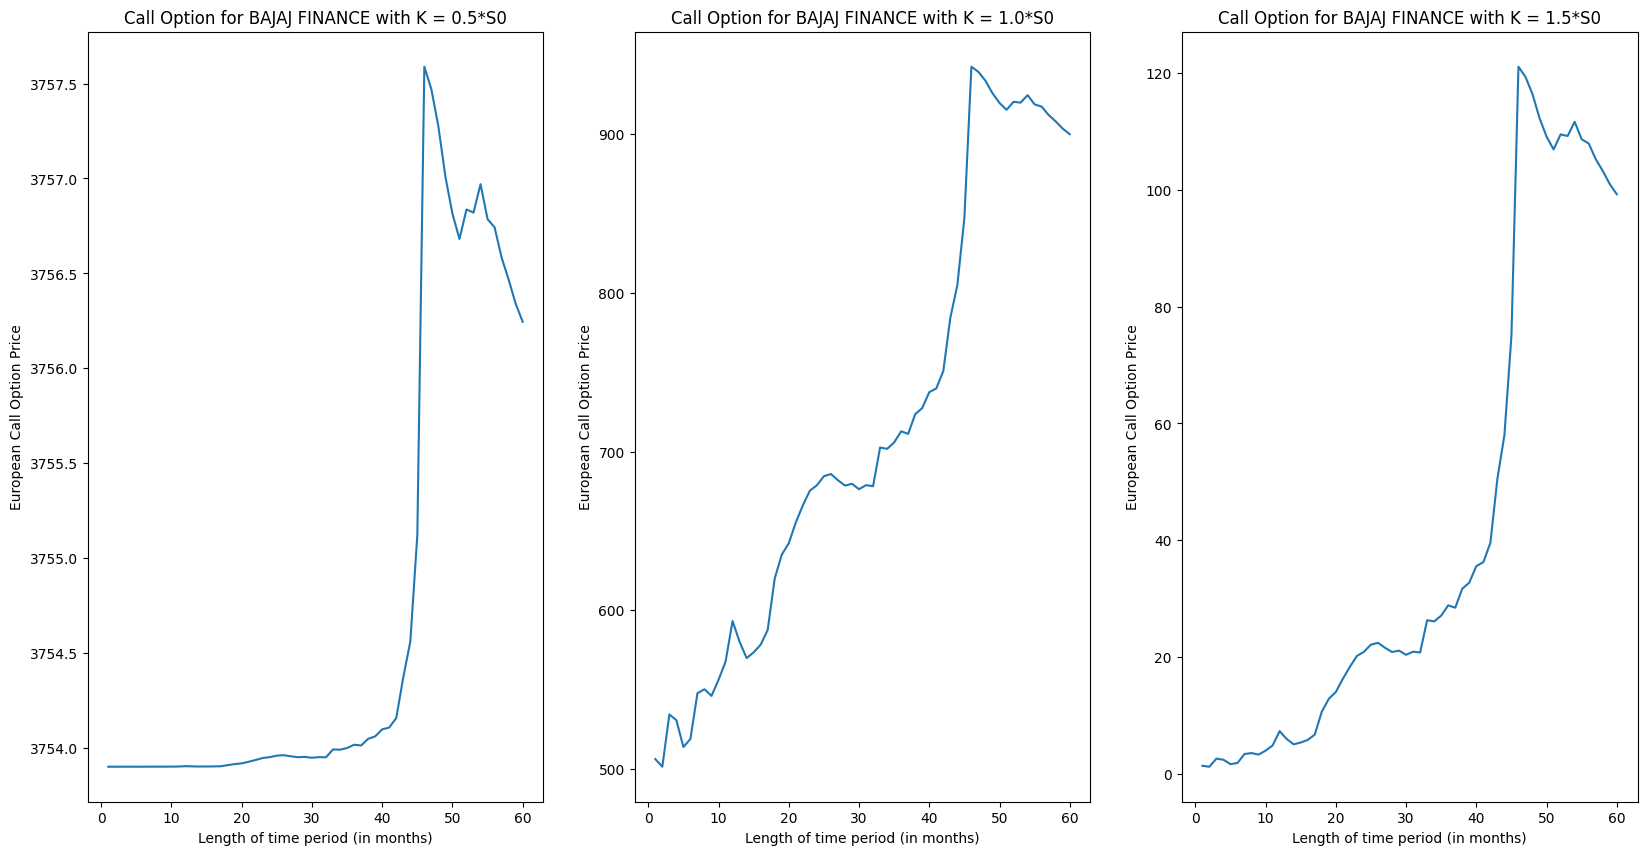 Call Option for BAJAJ FINANCE with K = 0.5*S0
European Call Option Price
3757.5
3757.0
3756.5
3756.0
3755.5
3755.0
3754.5
3754.0
0 10 20 30 40 50 60
Length of time period (in months)
Call Option for BAJAJ FINANCE with K = 1.0*S0
European Call Option Price
900
800
700
600
500
0 10 20 30 40 50 60
Length of time period (in months)
Call Option for BAJAJ FINANCE with K = 1.5*S0
European Call Option Price
120
100
80
60
40
20
0
0 10 20 30 40 50 60
Length of time period (in months)